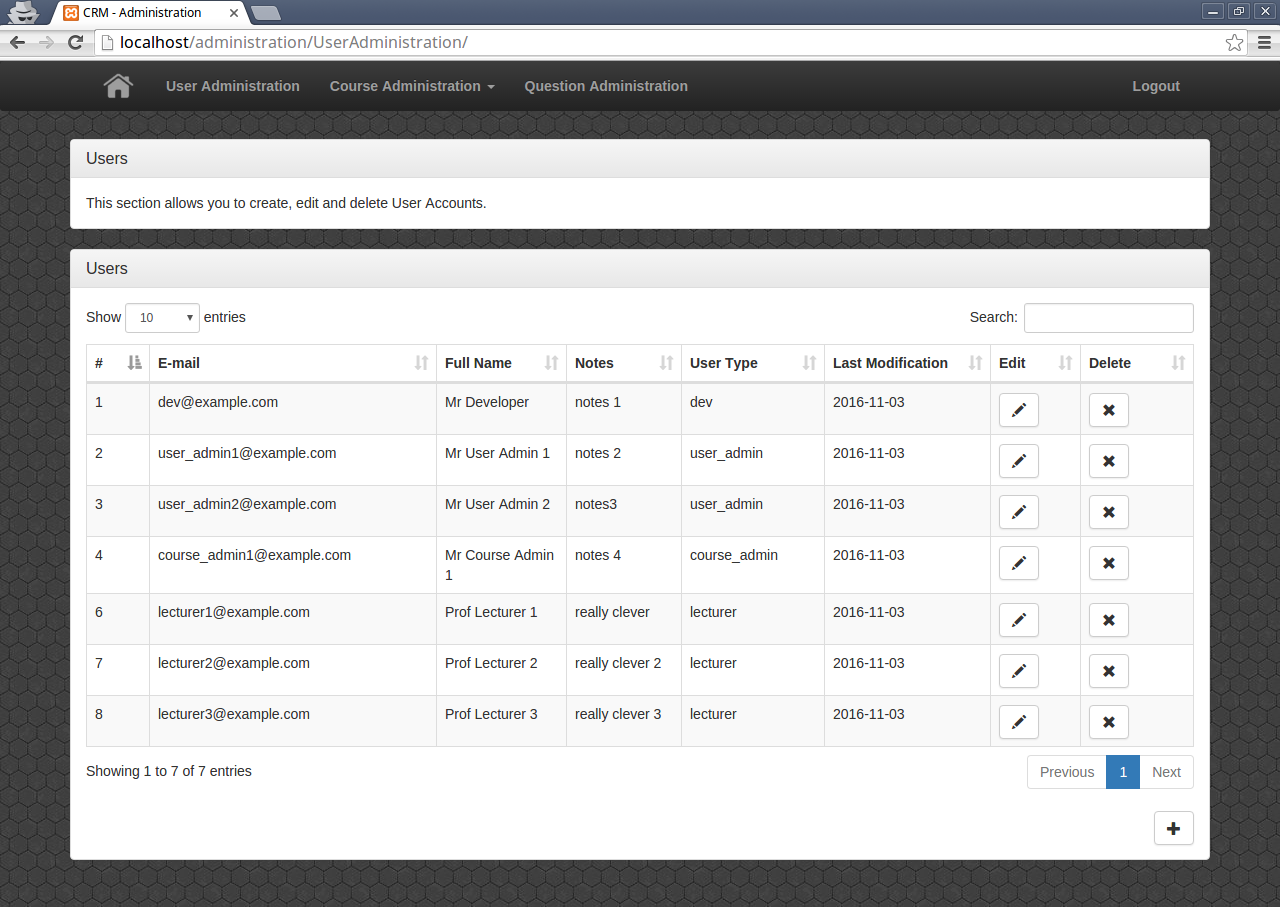 CRM - Administration
localhost/administration/UserAdministration/
User Administration Course Administration Question Administration Logout
Users
This section allows you to create, edit and delete User Accounts.
Users
Show 10 entries Search:
# E-mail Full Name Notes User Type Last Modification Edit Delete
1 dev@example.com Mr Developer notes 1 dev 2016-11-03
2 user_admin1@example.com Mr User Admin 1 notes 2 user_admin 2016-11-03
3 user_admin2@example.com Mr User Admin 2 notes3 user_admin 2016-11-03
4 course_admin1@example.com Mr Course Admin notes 4 course_admin 2016-11-03
1
6 lecturer1@example.com Prof Lecturer 1 really clever lecturer 2016-11-03
7 lecturer2@example.com Prof Lecturer 2 really clever 2 lecturer 2016-11-03
8 lecturer3@example.com Prof Lecturer 3 really clever 3 lecturer 2016-11-03
Showing 1 to 7 of 7 entries Previous 1 Next